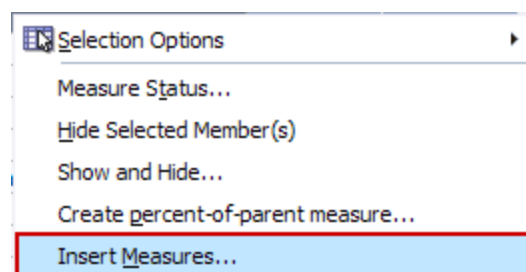 Selection Options
Measure Status...
Hide Selected Member(s)
Show and Hide...
Create percent-of-parent measure...
Insert Measures...